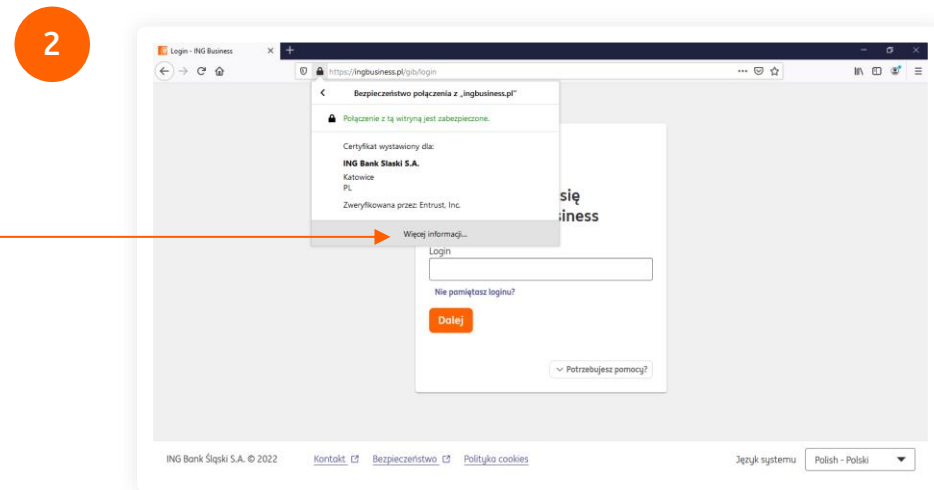 2
Login - ING Business
https://ingbusiness.pl/gib/login
Bezpieczeństwo połączenia z „ingbusiness.pl”
Połączenie z tą witryną jest zabezpieczone.
Certyfikat wystawiony dla:
ING Bank Slaski S.A.
Katowice
PL
Zweryfikowana przez: Entrust, Inc.
Więcej informacji...
się
siness
Login
Nie pamiętasz loginu?
Dalej
Potrzebujesz pomocy?
ING Bank Śląski S.A. © 2022 Kontakt Bezpieczeństwo Polityka cookies Język systemu Polish - Polski